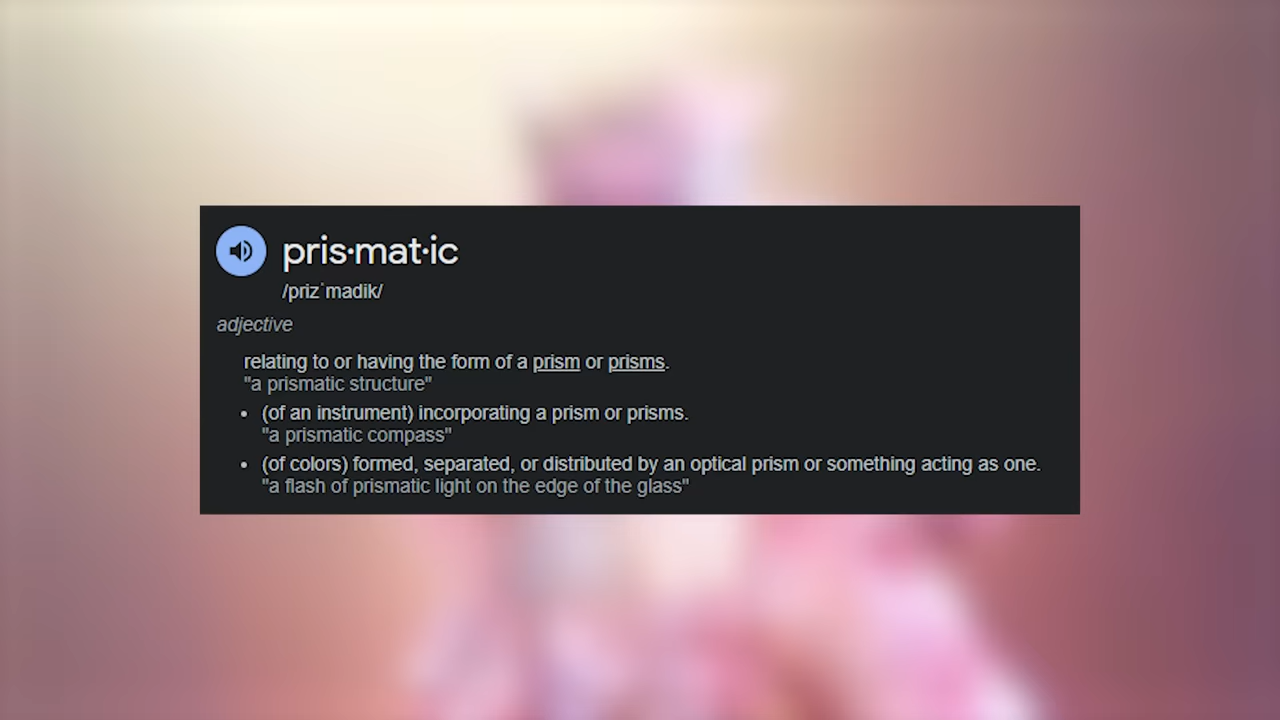 pris·mat·ic
/prizˈmadik/
adjective
relating to or having the form of a prism or prisms.
"a prismatic structure"
• (of an instrument) incorporating a prism or prisms.
"a prismatic compass"
• (of colors) formed, separated, or distributed by an optical prism or something acting as one.
"a flash of prismatic light on the edge of the glass"